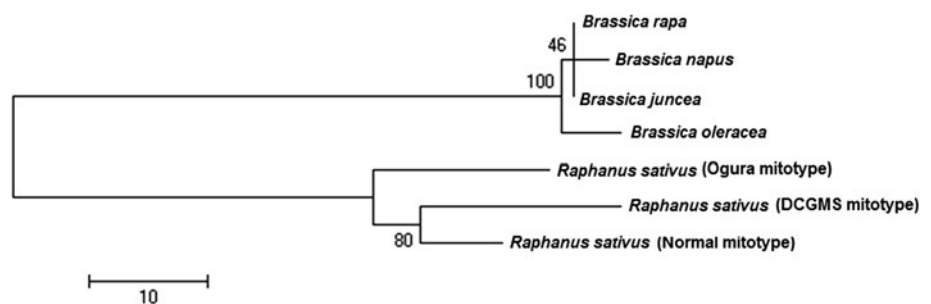 Brassica rapa
46
Brassica napus
100
Brassica juncea
Brassica oleracea
Raphanus sativus (Ogura mitotype)
Raphanus sativus (DCGMS mitotype)
80
Raphanus sativus (Normal mitotype)
10